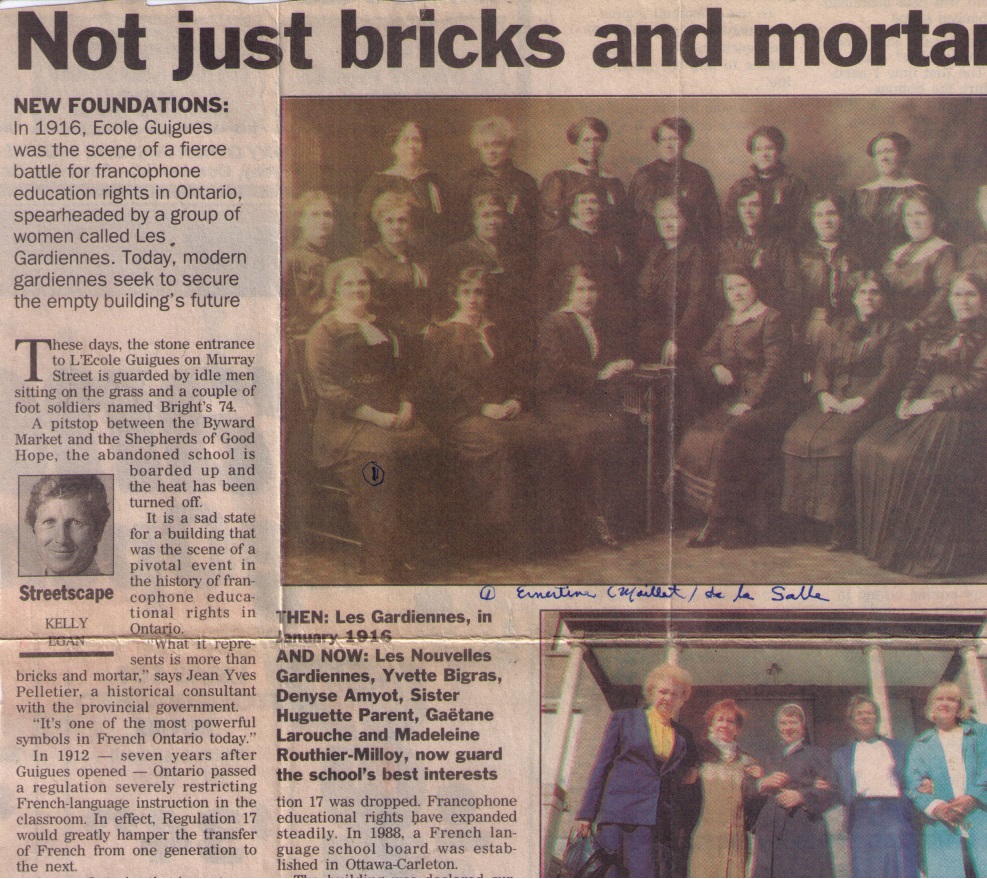 Not just bricks and mortar
NEW FOUNDATIONS:
In 1916, Ecole Guigues
was the scene of a fierce
battle for francophone
education rights in Ontario,
spearheaded by a group of
women called Les
Gardiennes. Today, modern
gardiennes seek to secure
the empty building's future
These days, the stone entrance
to L'Ecole Guigues on Murray
Street is guarded by idle men
sitting on the grass and a couple of
foot soldiers named Bright's 74.
A pitstop between the Byward
Market and the Shepherds of Good
Hope, the abandoned school is
boarded up and
the heat has been
turned off.
It is a sad state
for a building that
was the scene of a
pivotal event in
the history of fran-
cophone educa-
tional rights in
Ontario.
"What it repre-
sents is more than
bricks and mortar," says Jean Yves
Pelletier, a historical consultant
with the provincial government.
"It's one of the most powerful
symbols in French Ontario today."
In 1912 — seven years after
Guigues opened — Ontario passed
a regulation severely restricting
French-language instruction in the
classroom. In effect, Regulation 17
would greatly hamper the transfer
of French from one generation to
the next.
Streetscape
KELLY
EGAN
1
① Ernestine (Maillet) de la Salle
THEN: Les Gardiennes, in
January 1916
AND NOW: Les Nouvelles
Gardiennes, Yvette Bigras,
Denyse Amyot, Sister
Huguette Parent, Gaëtane
Larouche and Madeleine
Routhier-Milloy, now guard
the school's best interests
tion 17 was dropped. Francophone
educational rights have expanded
steadily. In 1988, a French lan-
guage school board was estab-
lished in Ottawa-Carleton.